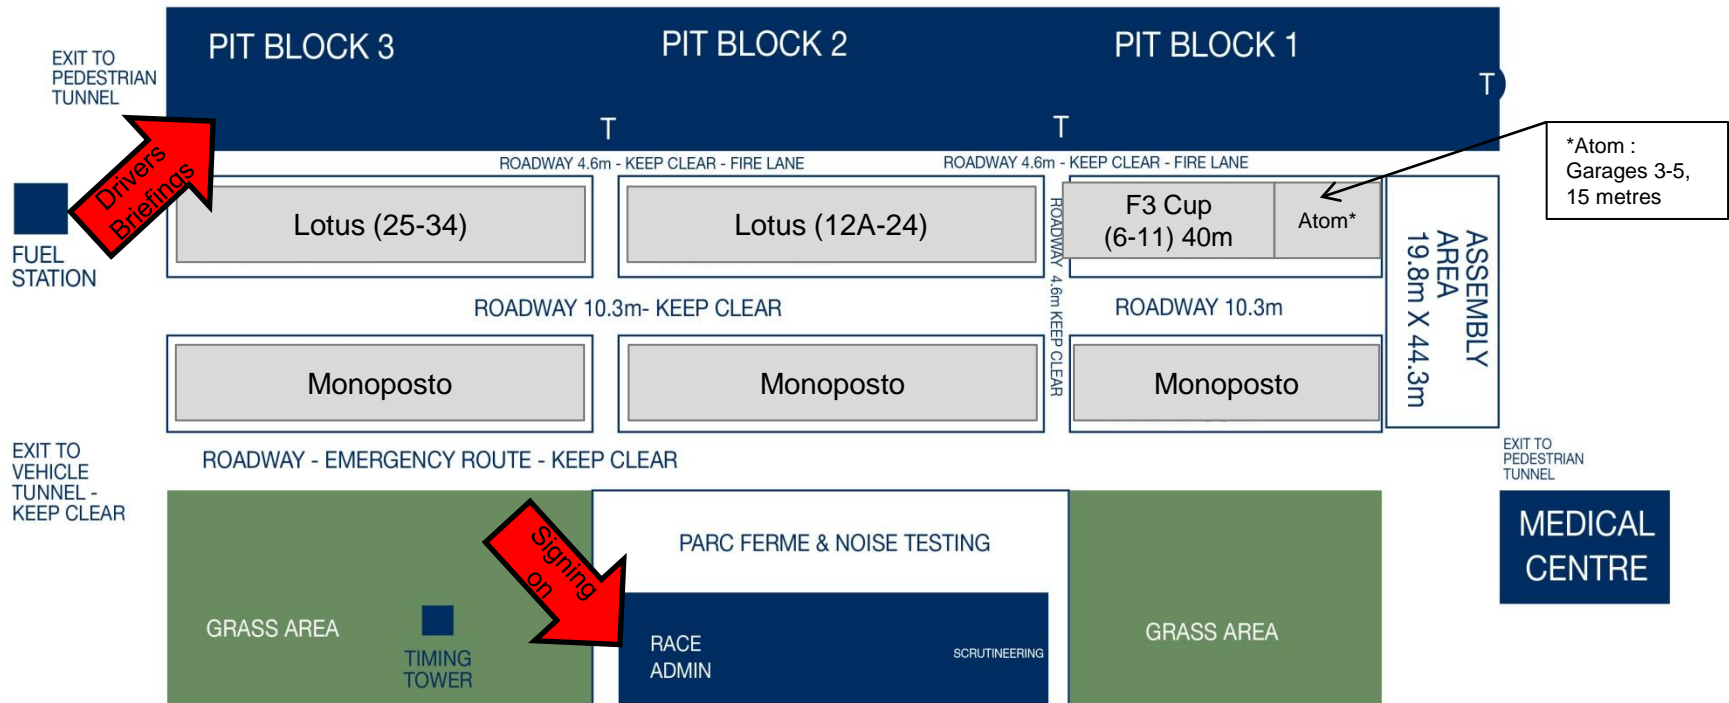 PIT BLOCK 3
PIT BLOCK 2
PIT BLOCK 1
EXIT TO
PEDESTRIAN
TUNNEL
T
T
T
Drivers
Briefings
ROADWAY 4.6m - KEEP CLEAR - FIRE LANE
ROADWAY 4.6m - KEEP CLEAR - FIRE LANE
*Atom :
Garages 3-5,
15 metres
FUEL
STATION
Lotus (25-34)
Lotus (12A-24)
F3 Cup
(6-11) 40m
Atom*
ROADWAY 4.6m KEEP CLEAR
ASSEMBLY
AREA
19.8m X 44.3m
ROADWAY 10.3m- KEEP CLEAR
ROADWAY 10.3m
Monoposto
Monoposto
Monoposto
EXIT TO
VEHICLE
TUNNEL -
KEEP CLEAR
ROADWAY - EMERGENCY ROUTE - KEEP CLEAR
EXIT TO
PEDESTRIAN
TUNNEL
MEDICAL
CENTRE
Signing
on
PARC FERME & NOISE TESTING
GRASS AREA
TIMING
TOWER
RACE
ADMIN
SCRUTINEERING
GRASS AREA